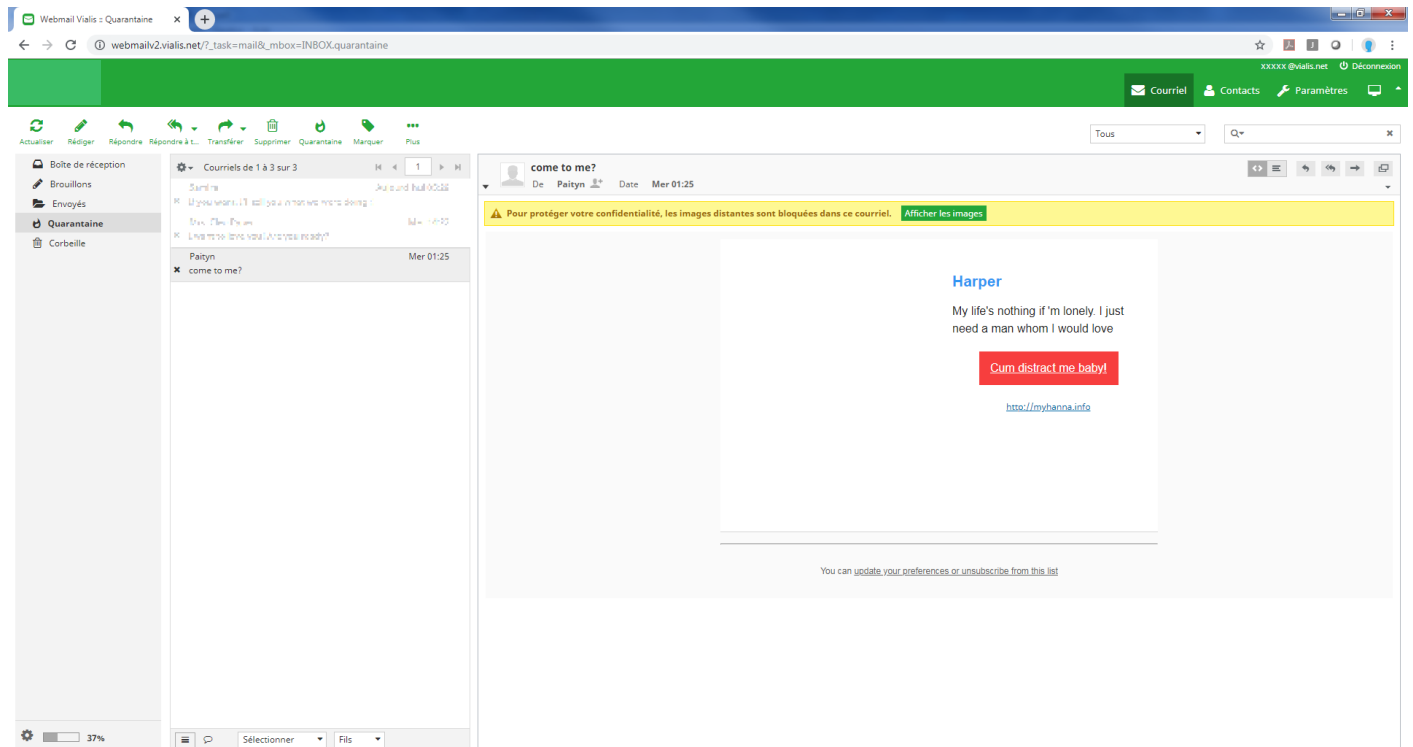 Webmail Vialis :: Quarantaine
webmailv2.vialis.net/?_task=mail&_mbox=INBOX.quarantaine
xxxxx @vialis.net Déconnexion
Courriel Contacts Paramètres
Actualiser Rédiger Répondre Répondre à t... Transférer Supprimer Quarantaine Marquer Plus
Tous
Boîte de réception
Brouillons
Envoyés
Quarantaine
Corbeille
37%
Courriels de 1 à 3 sur 3 1
Paityn Mer 01:25
come to me?
Sélectionner Fils
come to me?
De Paityn Date Mer 01:25
Pour protéger votre confidentialité, les images distantes sont bloquées dans ce courriel. Afficher les images
Harper
My life's nothing if 'm lonely. I just
need a man whom I would love
Cum distract me baby!
http://myhanna.info
You can update your preferences or unsubscribe from this list